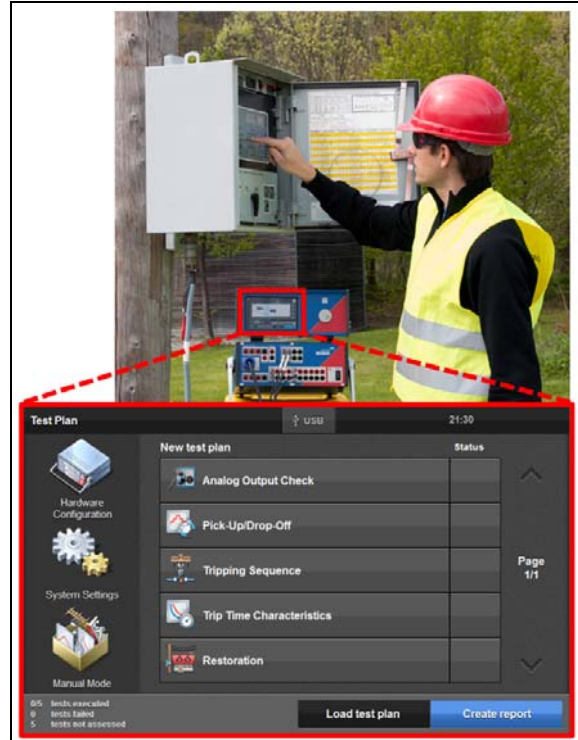 Test Plan
USB
21:30
New test plan
Status
Analog Output Check
Pick-Up/Drop-Off
Tripping Sequence
Trip Time Characteristics
Restoration
Hardware
Configuration
System Settings
Manual Mode
Page
1/1
0/5 tests executed
0 tests failed
5 tests not assessed
Load test plan
Create report